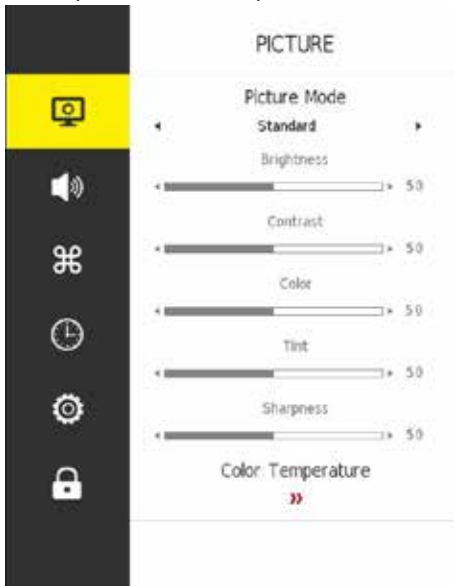 PICTURE
Picture Mode
Standard
Brightness
50
Contrast
50
Color
50
Tint
50
Sharpness
50
Color Temperature